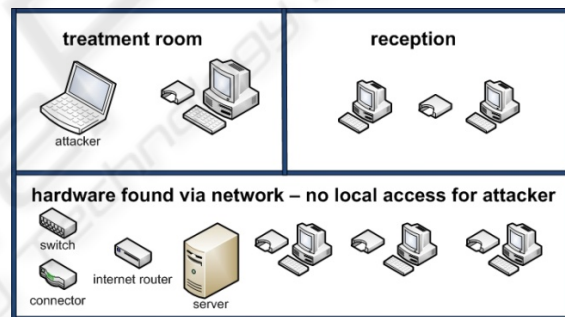 treatment room
reception
attacker
hardware found via network – no local access for attacker
switch
internet router
connector
server